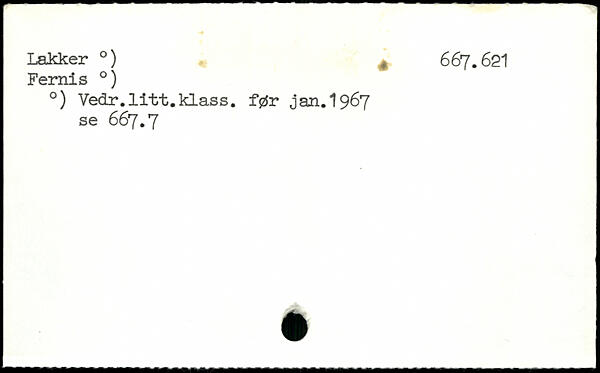 Lakker °) 667.621
Fernis °)
°) Vedr.litt.klass. før jan.1967
se 667.7